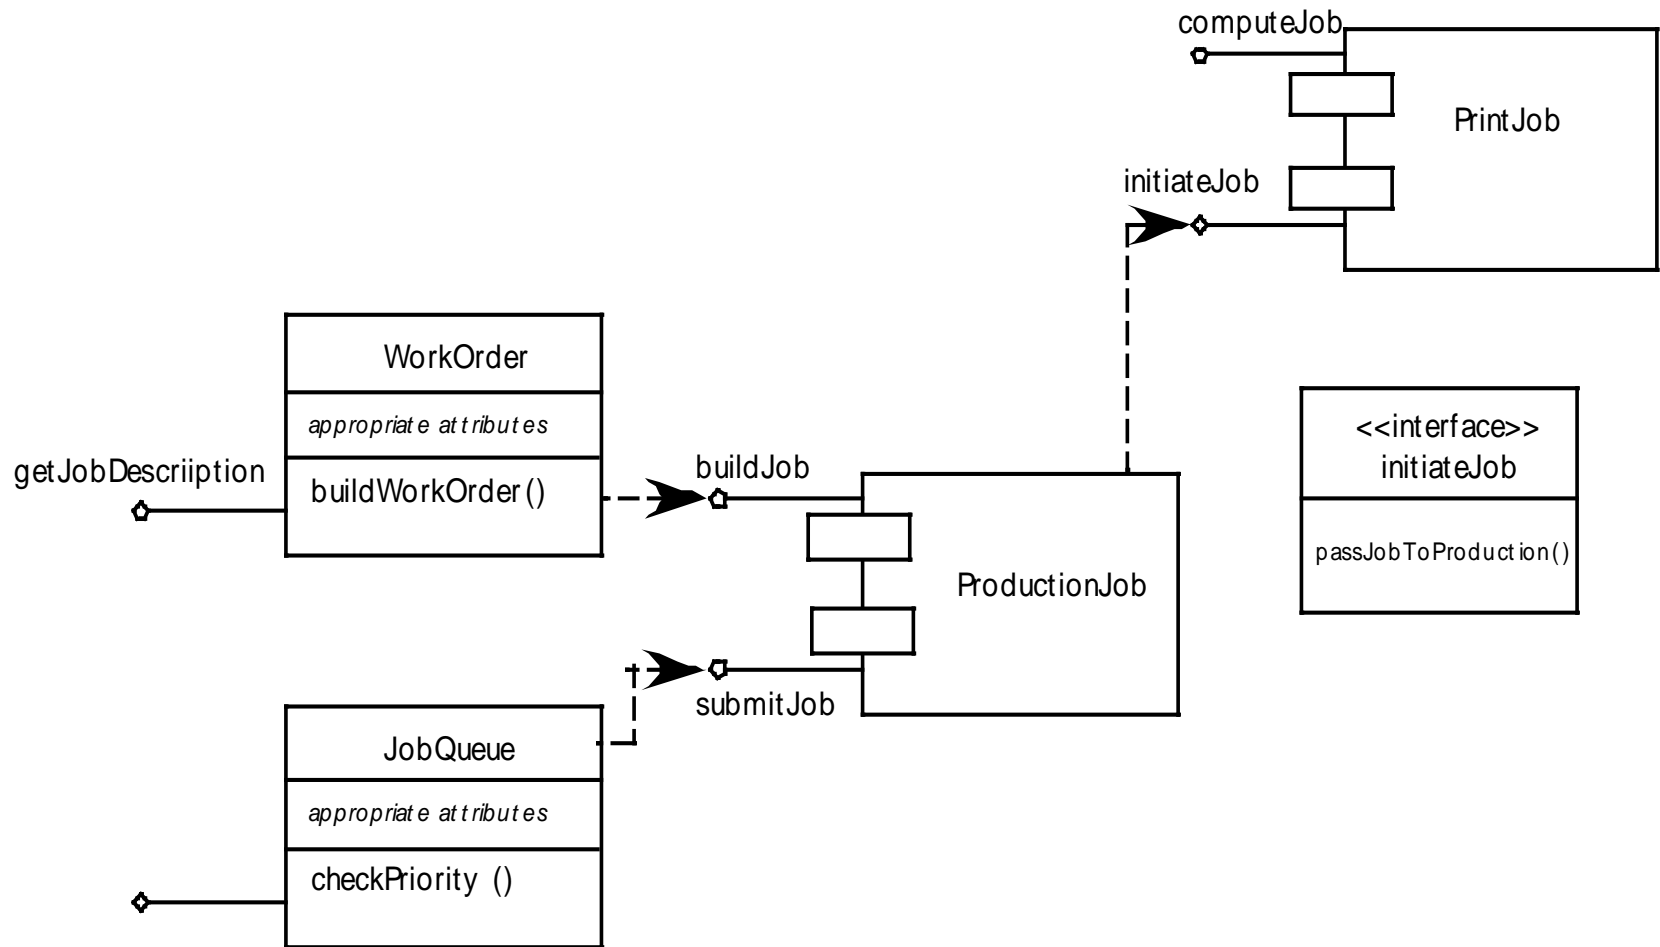 computeJob
PrintJob
initiateJob
WorkOrder
appropriate attributes
getJobDescriiption
buildWorkOrder()
buildJob
<<interface>>
initiateJob
passJobToProduction()
ProductionJob
submitJob
JobQueue
appropriate attributes
checkPriority ()